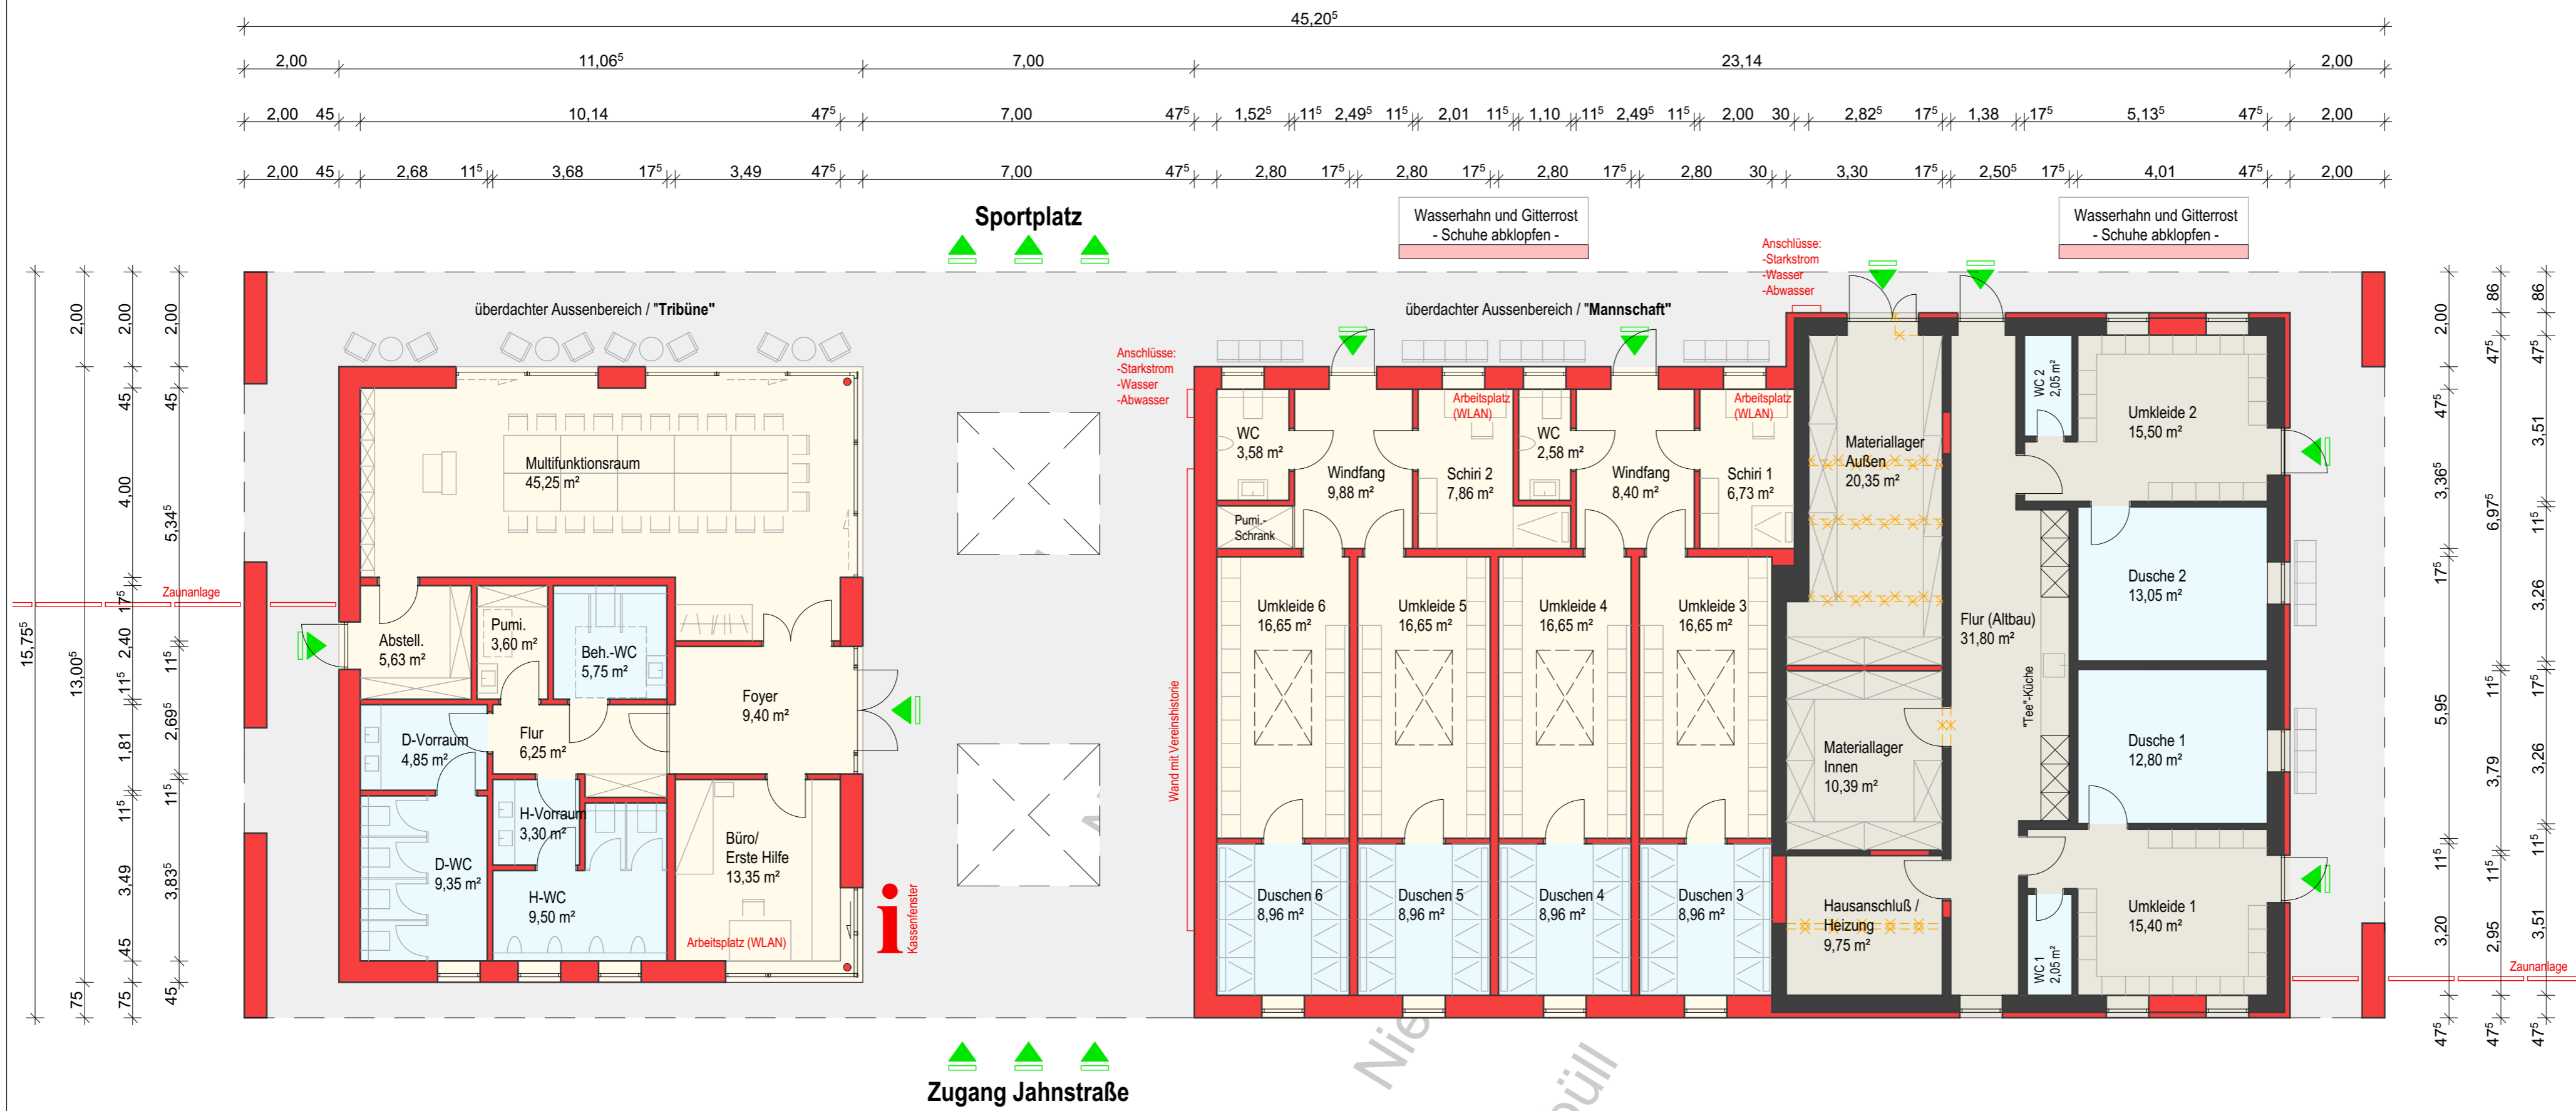 45,20⁵
2,00 11,06⁵ 7,00 23,14 2,00
2,00 45 10,14 47⁵ 7,00 47⁵ 1,52⁵ 11⁵ 2,49⁵ 11⁵ 2,01 11⁵ 1,10 11⁵ 2,49⁵ 11⁵ 2,00 30 2,82⁵ 17⁵ 1,38 17⁵ 5,13⁵ 47⁵ 2,00
2,00 45 2,68 11⁵ 3,68 17⁵ 3,49 47⁵ 7,00 47⁵ 2,80 17⁵ 2,80 17⁵ 2,80 17⁵ 2,80 30 3,30 17⁵ 2,50⁵ 17⁵ 4,01 47⁵ 2,00
Sportplatz
Wasserhahn und Gitterrost
- Schuhe abklopfen -
Wasserhahn und Gitterrost
- Schuhe abklopfen -
Anschlüsse:
-Starkstrom
-Wasser
-Abwasser
überdachter Aussenbereich / "Tribüne"
überdachter Aussenbereich / "Mannschaft"
Anschlüsse:
-Starkstrom
-Wasser
-Abwasser
15,75⁵
2,00 13,00⁵ 75
2,00 45 4,00 17⁵ 2,40 11⁵ 1,81 11⁵ 3,49 45 75
2,00 45 5,34⁵ 11⁵ 2,69⁵ 11⁵ 3,83⁵ 45
Zaunanlage
Multifunktionsraum
45,25 m²
Abstell.
5,63 m²
Pumi.
3,60 m²
Beh.-WC
5,75 m²
Foyer
9,40 m²
D-Vorraum
4,85 m²
Flur
6,25 m²
H-Vorraum
3,30 m²
D-WC
9,35 m²
H-WC
9,50 m²
Büro/
Erste Hilfe
13,35 m²
Arbeitsplatz (WLAN)
i
Kassenfenster
Wand mit Vereinshistorie
WC
3,58 m²
Pumi.-
Schrank
Windfang
9,88 m²
Arbeitsplatz
(WLAN)
Schiri 2
7,86 m²
WC
2,58 m²
Windfang
8,40 m²
Arbeitsplatz
(WLAN)
Schiri 1
6,73 m²
Umkleide 6
16,65 m²
Umkleide 5
16,65 m²
Umkleide 4
16,65 m²
Umkleide 3
16,65 m²
Duschen 6
8,96 m²
Duschen 5
8,96 m²
Duschen 4
8,96 m²
Duschen 3
8,96 m²
Materiallager
Außen
20,35 m²
Materiallager
Innen
10,39 m²
Hausanschluß /
Heizung
9,75 m²
Flur (Altbau)
31,80 m²
"Tee"-Küche
WC 2
2,05 m²
Umkleide 2
15,50 m²
Dusche 2
13,05 m²
Dusche 1
12,80 m²
Umkleide 1
15,40 m²
WC 1
2,05 m²
Zaunanlage
2,00 47⁵ 3,36⁵ 17⁵ 5,95 11⁵ 3,20 47⁵
86 47⁵ 6,97⁵ 11⁵ 3,79 11⁵ 2,95 47⁵
86 47⁵ 3,51 11⁵ 3,26 17⁵ 3,26 11⁵ 3,51 47⁵
Zugang Jahnstraße
Nie
büll